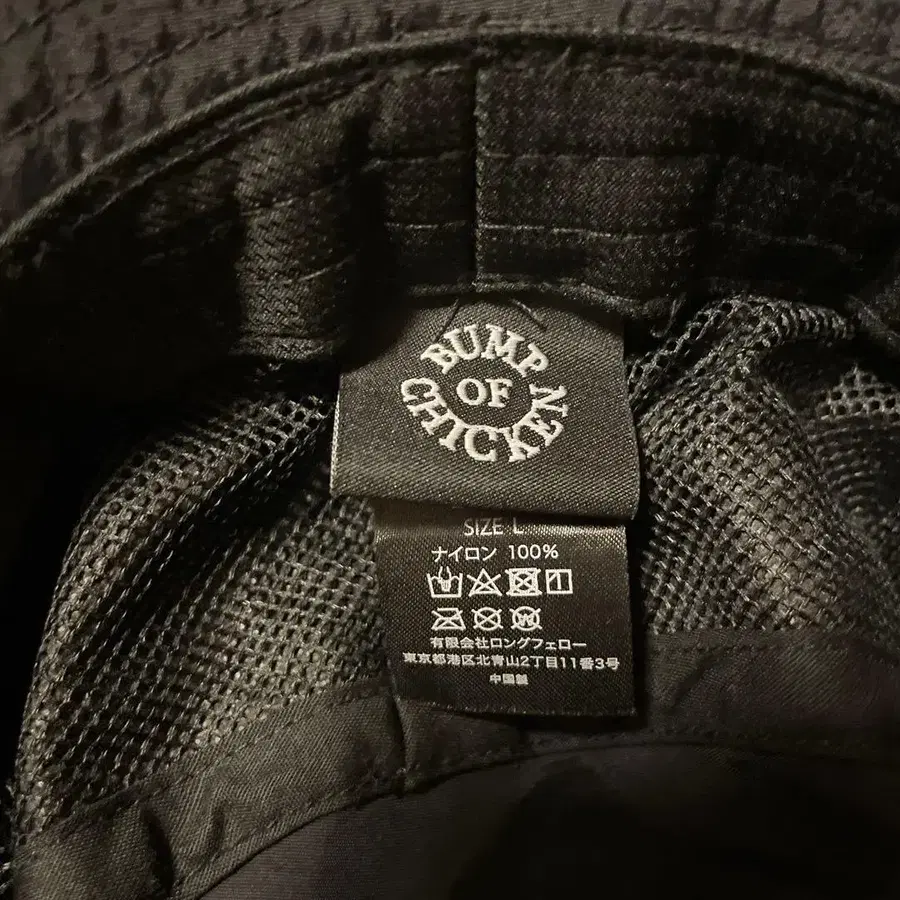 BUMP
OF
CHICKEN
SIZE L
ナイロン 100%
有限会社ロングフェロー
東京都港区北青山2丁目11番3号
中国製